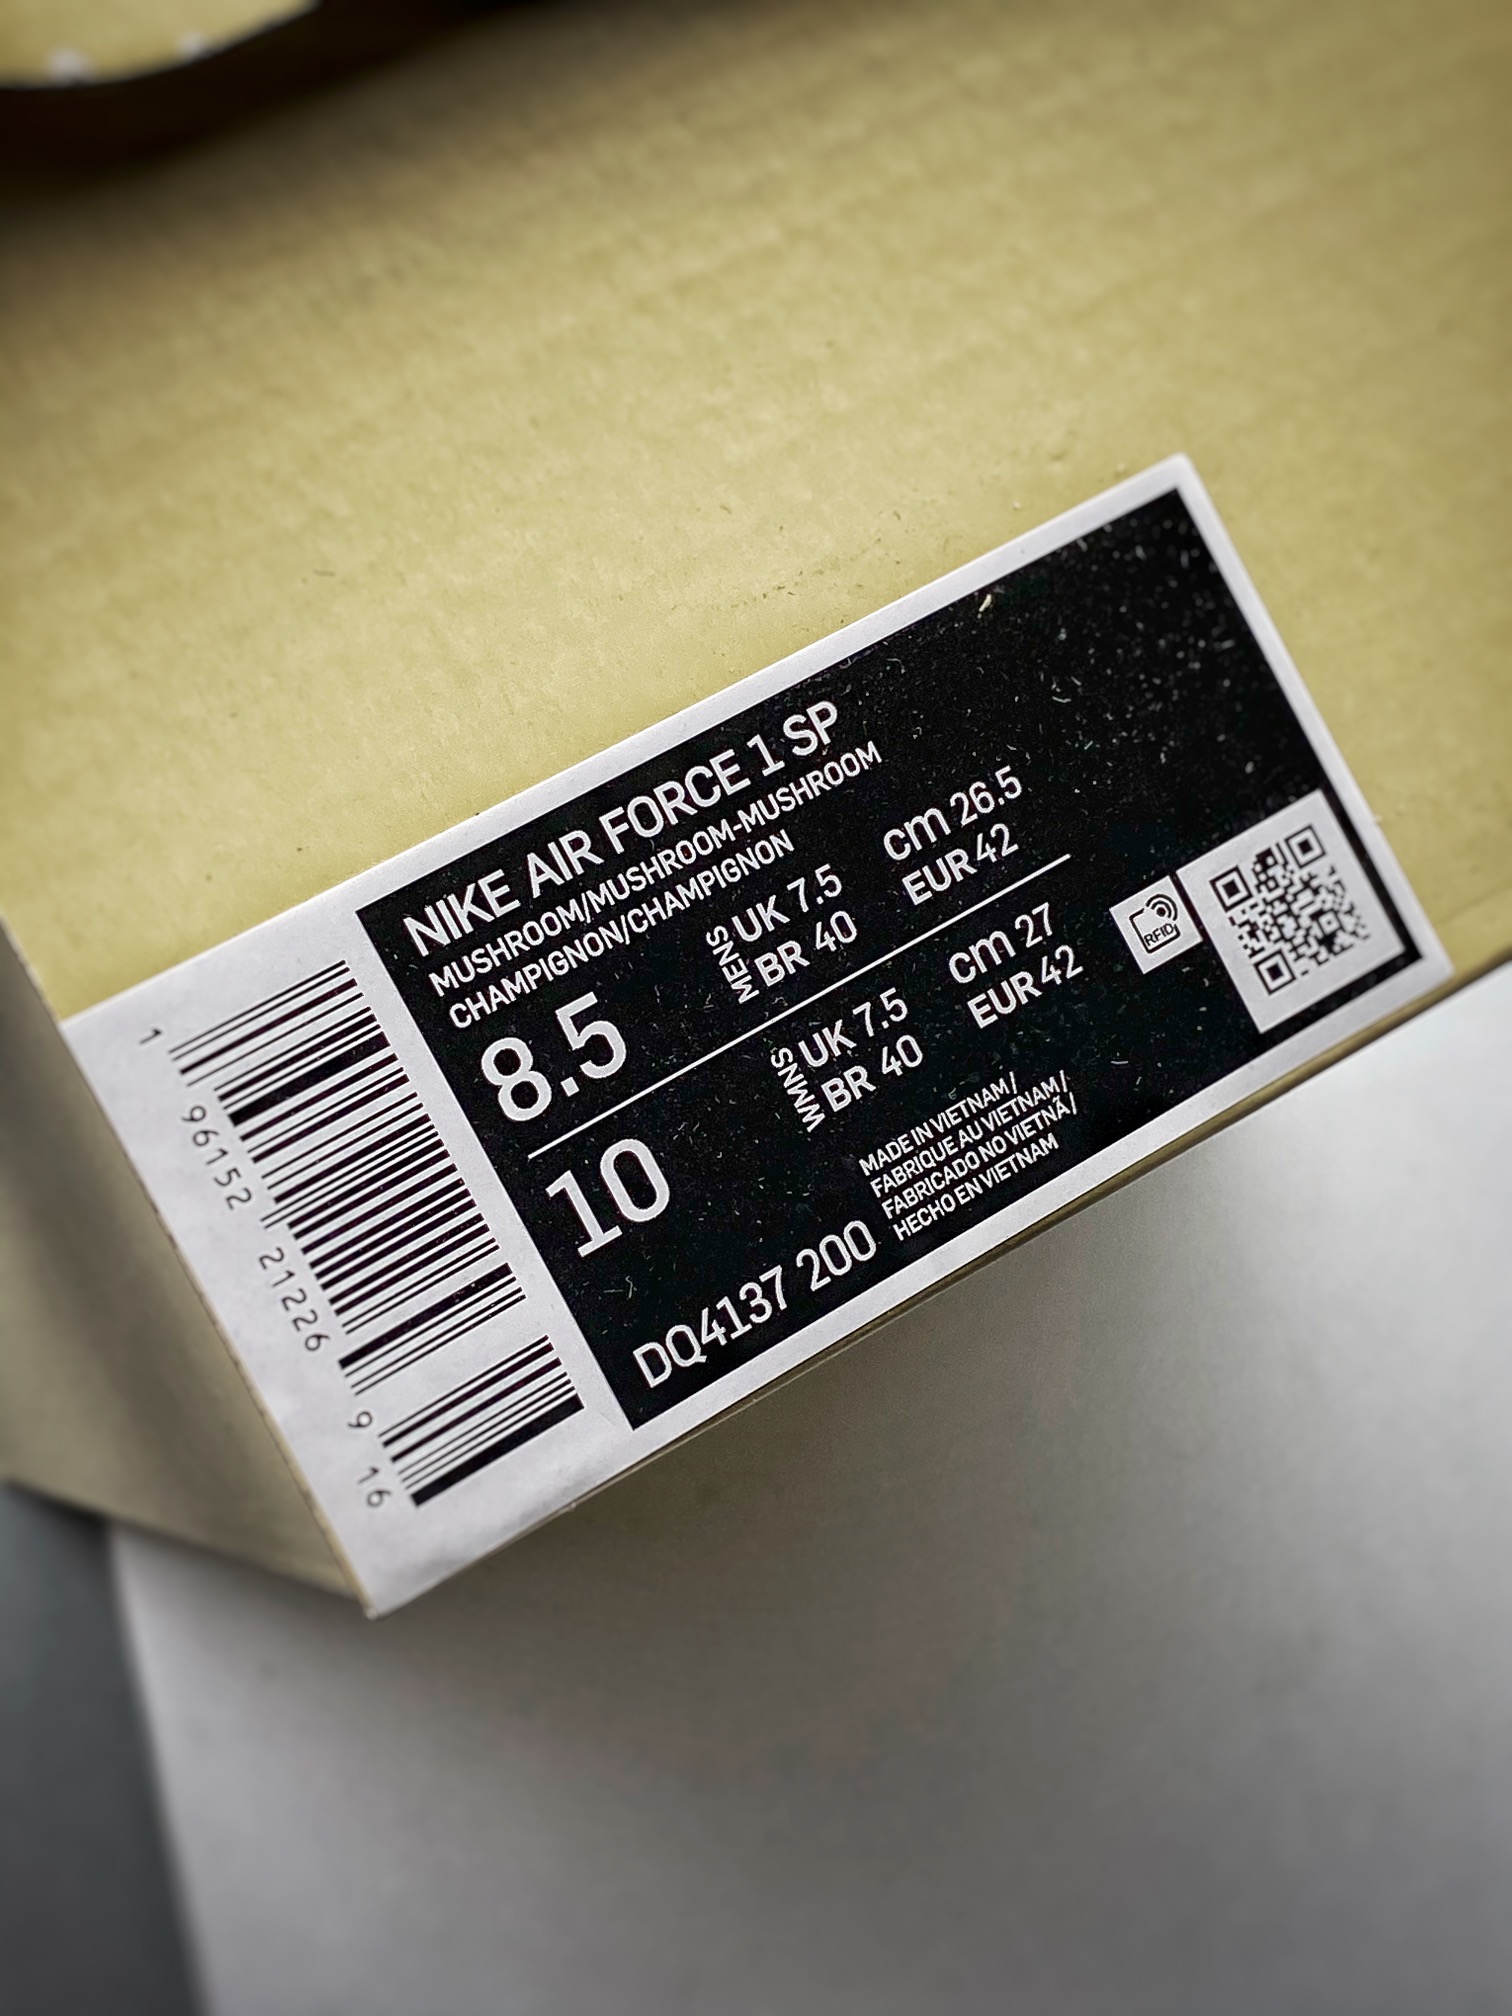 NIKE AIR FORCE 1 SP
MUSHROOM/MUSHROOM-MUSHROOM
CHAMPIGNON/CHAMPIGNON
8.5
MENS
UK 7.5
BR 40
cm 26.5
EUR 42
10
WMNS
UK 7.5
BR 40
cm 27
EUR 42
DQ4137 200
MADE IN VIETNAM/
FABRIQUE AU VIETNAM/
FABRICADO NO VIETNÃ/
HECHO EN VIETNAM
RFID
1 96152 21226 9 16